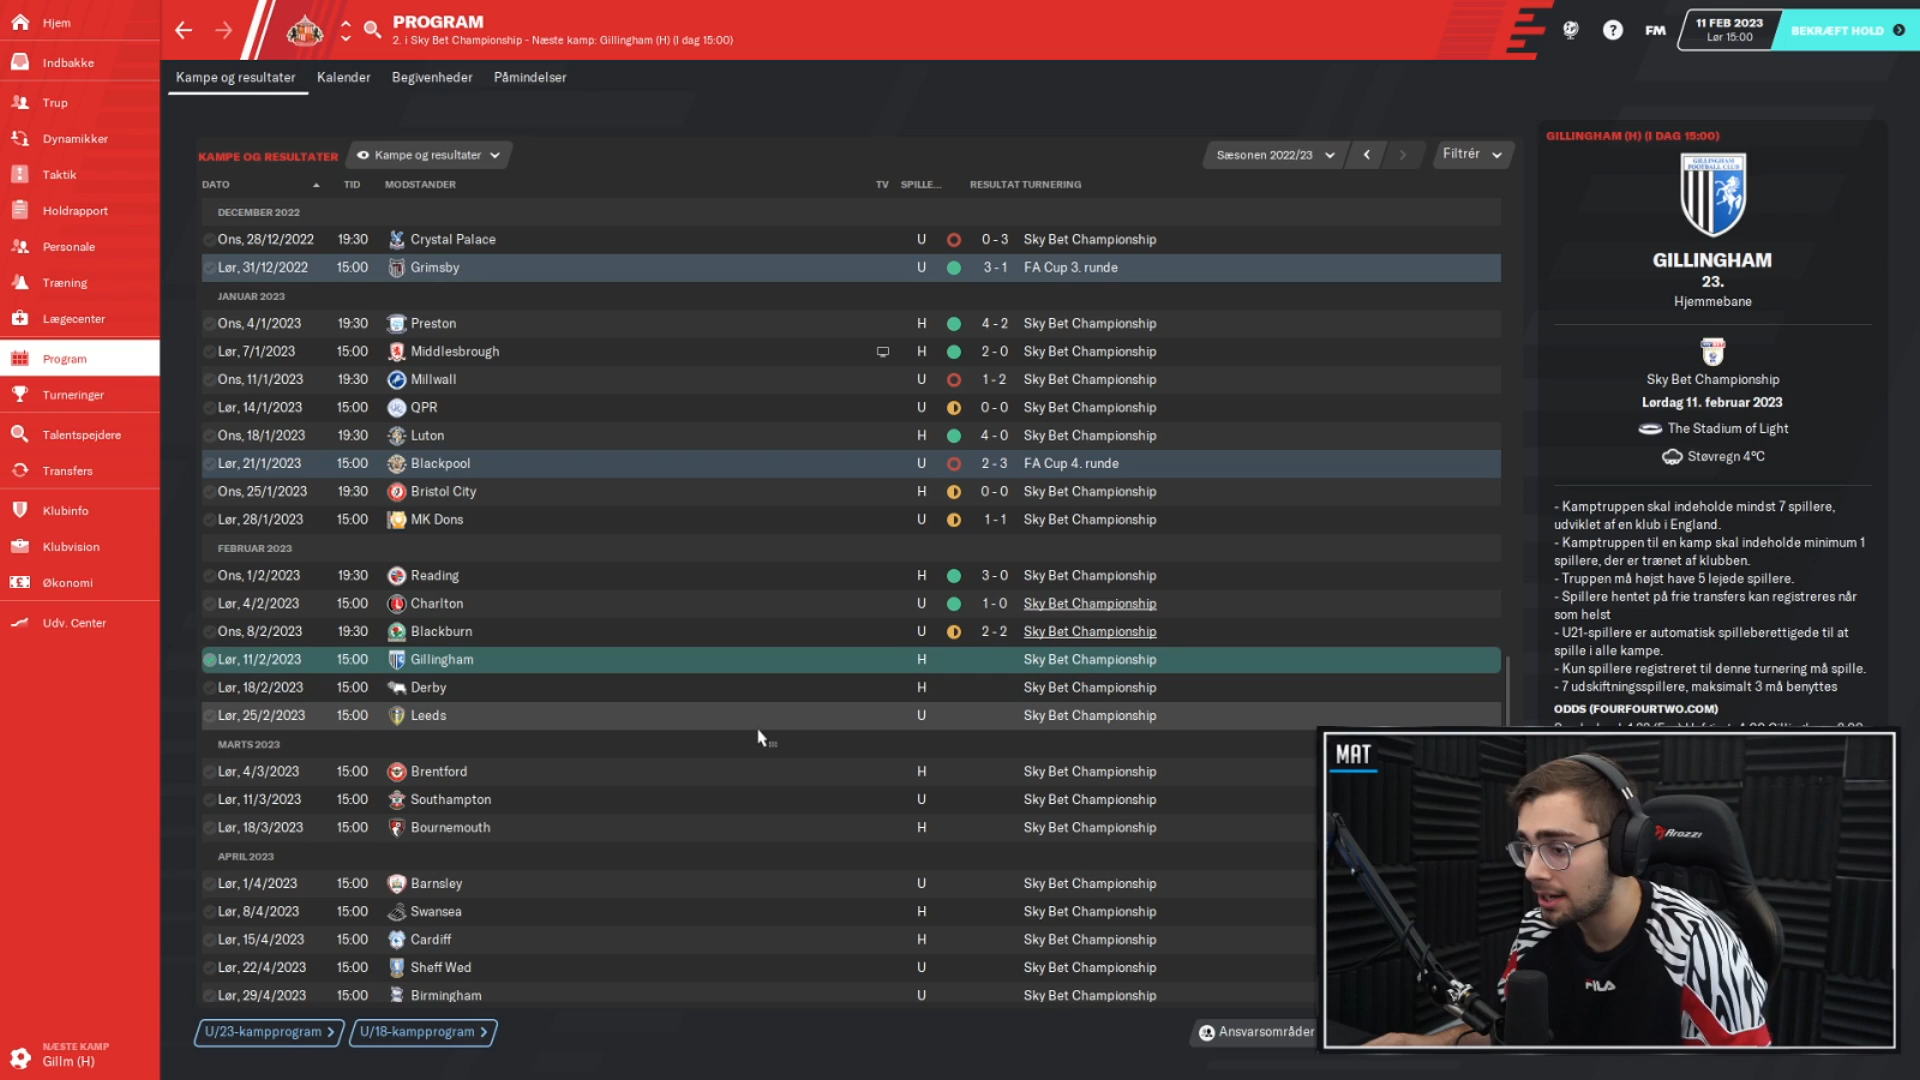 Hjem
Indbakke
Trup
Dynamikker
Taktik
Holdrapport
Personale
Træning
Lægecenter
Program
Turneringer
Talentspejdere
Transfers
Klubinfo
Klubvision
Økonomi
Udv. Center
NÆSTE KAMP
Gillm (H)
PROGRAM
2. i Sky Bet Championship - Næste kamp: Gillingham (H) (I dag 15:00)
FM
11 FEB 2023
Lør 15:00
BEKRÆFT HOLD
Kampe og resultater Kalender Begivenheder Påmindelser
KAMPE OG RESULTATER Kampe og resultater Sæsonen 2022/23 Filtrér
DATO TID MODSTANDER TV SPILLE... RESULTAT TURNERING
DECEMBER 2022
Ons, 28/12/2022 19:30 Crystal Palace U 0 - 3 Sky Bet Championship
Lør, 31/12/2022 15:00 Grimsby U 3 - 1 FA Cup 3. runde
JANUAR 2023
Ons, 4/1/2023 19:30 Preston H 4 - 2 Sky Bet Championship
Lør, 7/1/2023 15:00 Middlesbrough H 2 - 0 Sky Bet Championship
Ons, 11/1/2023 19:30 Millwall U 1 - 2 Sky Bet Championship
Lør, 14/1/2023 15:00 QPR U 0 - 0 Sky Bet Championship
Ons, 18/1/2023 19:30 Luton H 4 - 0 Sky Bet Championship
Lør, 21/1/2023 15:00 Blackpool U 2 - 3 FA Cup 4. runde
Ons, 25/1/2023 19:30 Bristol City H 0 - 0 Sky Bet Championship
Lør, 28/1/2023 15:00 MK Dons U 1 - 1 Sky Bet Championship
FEBRUAR 2023
Ons, 1/2/2023 19:30 Reading H 3 - 0 Sky Bet Championship
Lør, 4/2/2023 15:00 Charlton U 1 - 0 Sky Bet Championship
Ons, 8/2/2023 19:30 Blackburn U 2 - 2 Sky Bet Championship
Lør, 11/2/2023 15:00 Gillingham H Sky Bet Championship
Lør, 18/2/2023 15:00 Derby H Sky Bet Championship
Lør, 25/2/2023 15:00 Leeds U Sky Bet Championship
MARTS 2023
Lør, 4/3/2023 15:00 Brentford H Sky Bet Championship
Lør, 11/3/2023 15:00 Southampton U Sky Bet Championship
Lør, 18/3/2023 15:00 Bournemouth H Sky Bet Championship
APRIL 2023
Lør, 1/4/2023 15:00 Barnsley U Sky Bet Championship
Lør, 8/4/2023 15:00 Swansea H Sky Bet Championship
Lør, 15/4/2023 15:00 Cardiff H Sky Bet Championship
Lør, 22/4/2023 15:00 Sheff Wed U Sky Bet Championship
Lør, 29/4/2023 15:00 Birmingham U Sky Bet Championship
U/23-kampprogram U/18-kampprogram Ansvarsområder
GILLINGHAM (H) (I DAG 15:00)
GILLINGHAM
FOOTBALL CLUB
GILLINGHAM
23.
Hjemmebane
Sky Bet Championship
Lørdag 11. februar 2023
The Stadium of Light
Støvregn 4°C
- Kamptruppen skal indeholde mindst 7 spillere,
udviklet af en klub i England.
- Kamptruppen til en kamp skal indeholde minimum 1
spillere, der er trænet af klubben.
- Truppen må højst have 5 lejede spillere.
- Spillere hentet på frie transfers kan registreres når
som helst
- U21-spillere er automatisk spilleberettigede til at
spille i alle kampe.
- Kun spillere registreret til denne turnering må spille.
- 7 udskiftningsspillere, maksimalt 3 må benyttes
ODDS (FOURFOURTWO.COM)
MAT
Arozzi
FILA